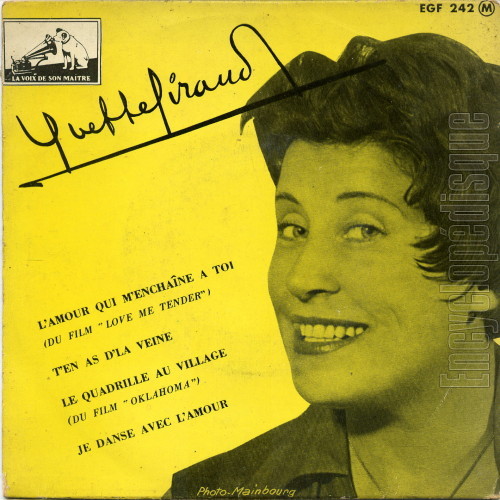 EGF 242 M
LA VOIX DE SON MAITRE
Yvette Giraud
L'AMOUR QUI M'ENCHAÎNE A TOI
(DU FILM "LOVE ME TENDER")
T'EN AS D'LA VEINE
LE QUADRILLE AU VILLAGE
(DU FILM "OKLAHOMA")
JE DANSE AVEC L'AMOUR
Photo-Mainbourg
Encyclopédisque